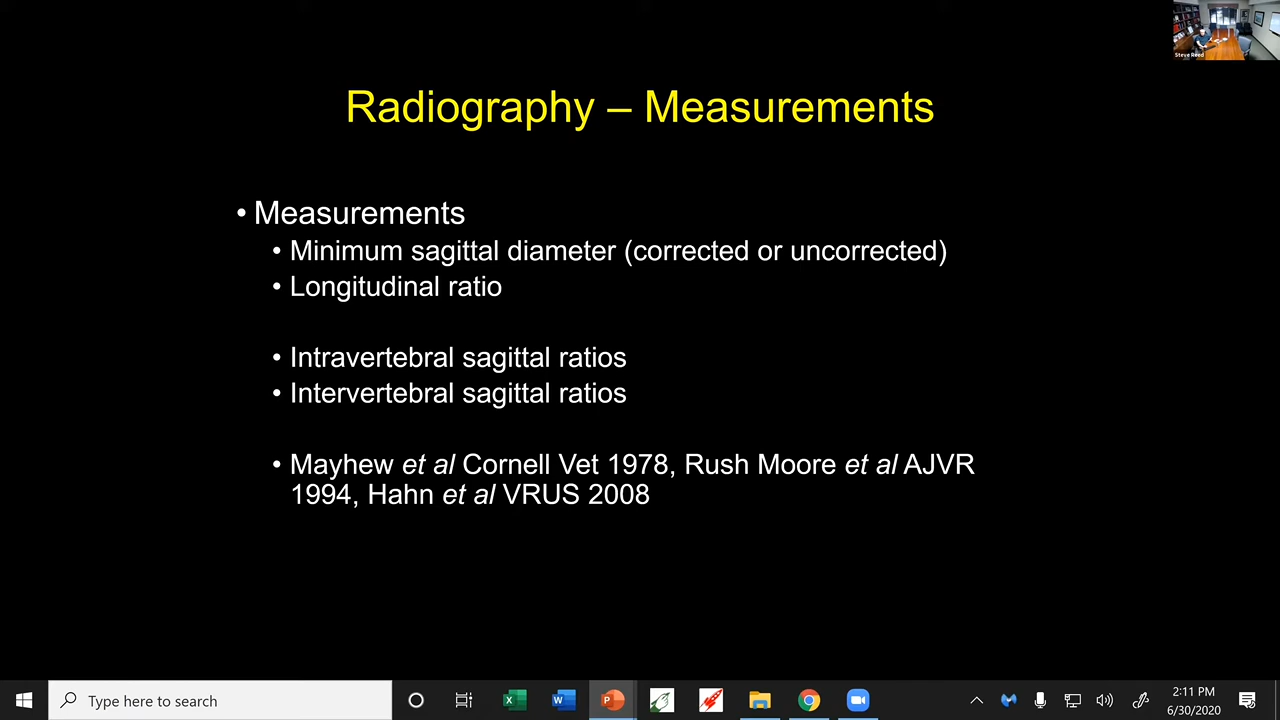 Steve Reed
Radiography – Measurements
• Measurements
• Minimum sagittal diameter (corrected or uncorrected)
• Longitudinal ratio
• Intravertebral sagittal ratios
• Intervertebral sagittal ratios
• Mayhew et al Cornell Vet 1978, Rush Moore et al AJVR
1994, Hahn et al VRUS 2008
Type here to search
2:11 PM
6/30/2020